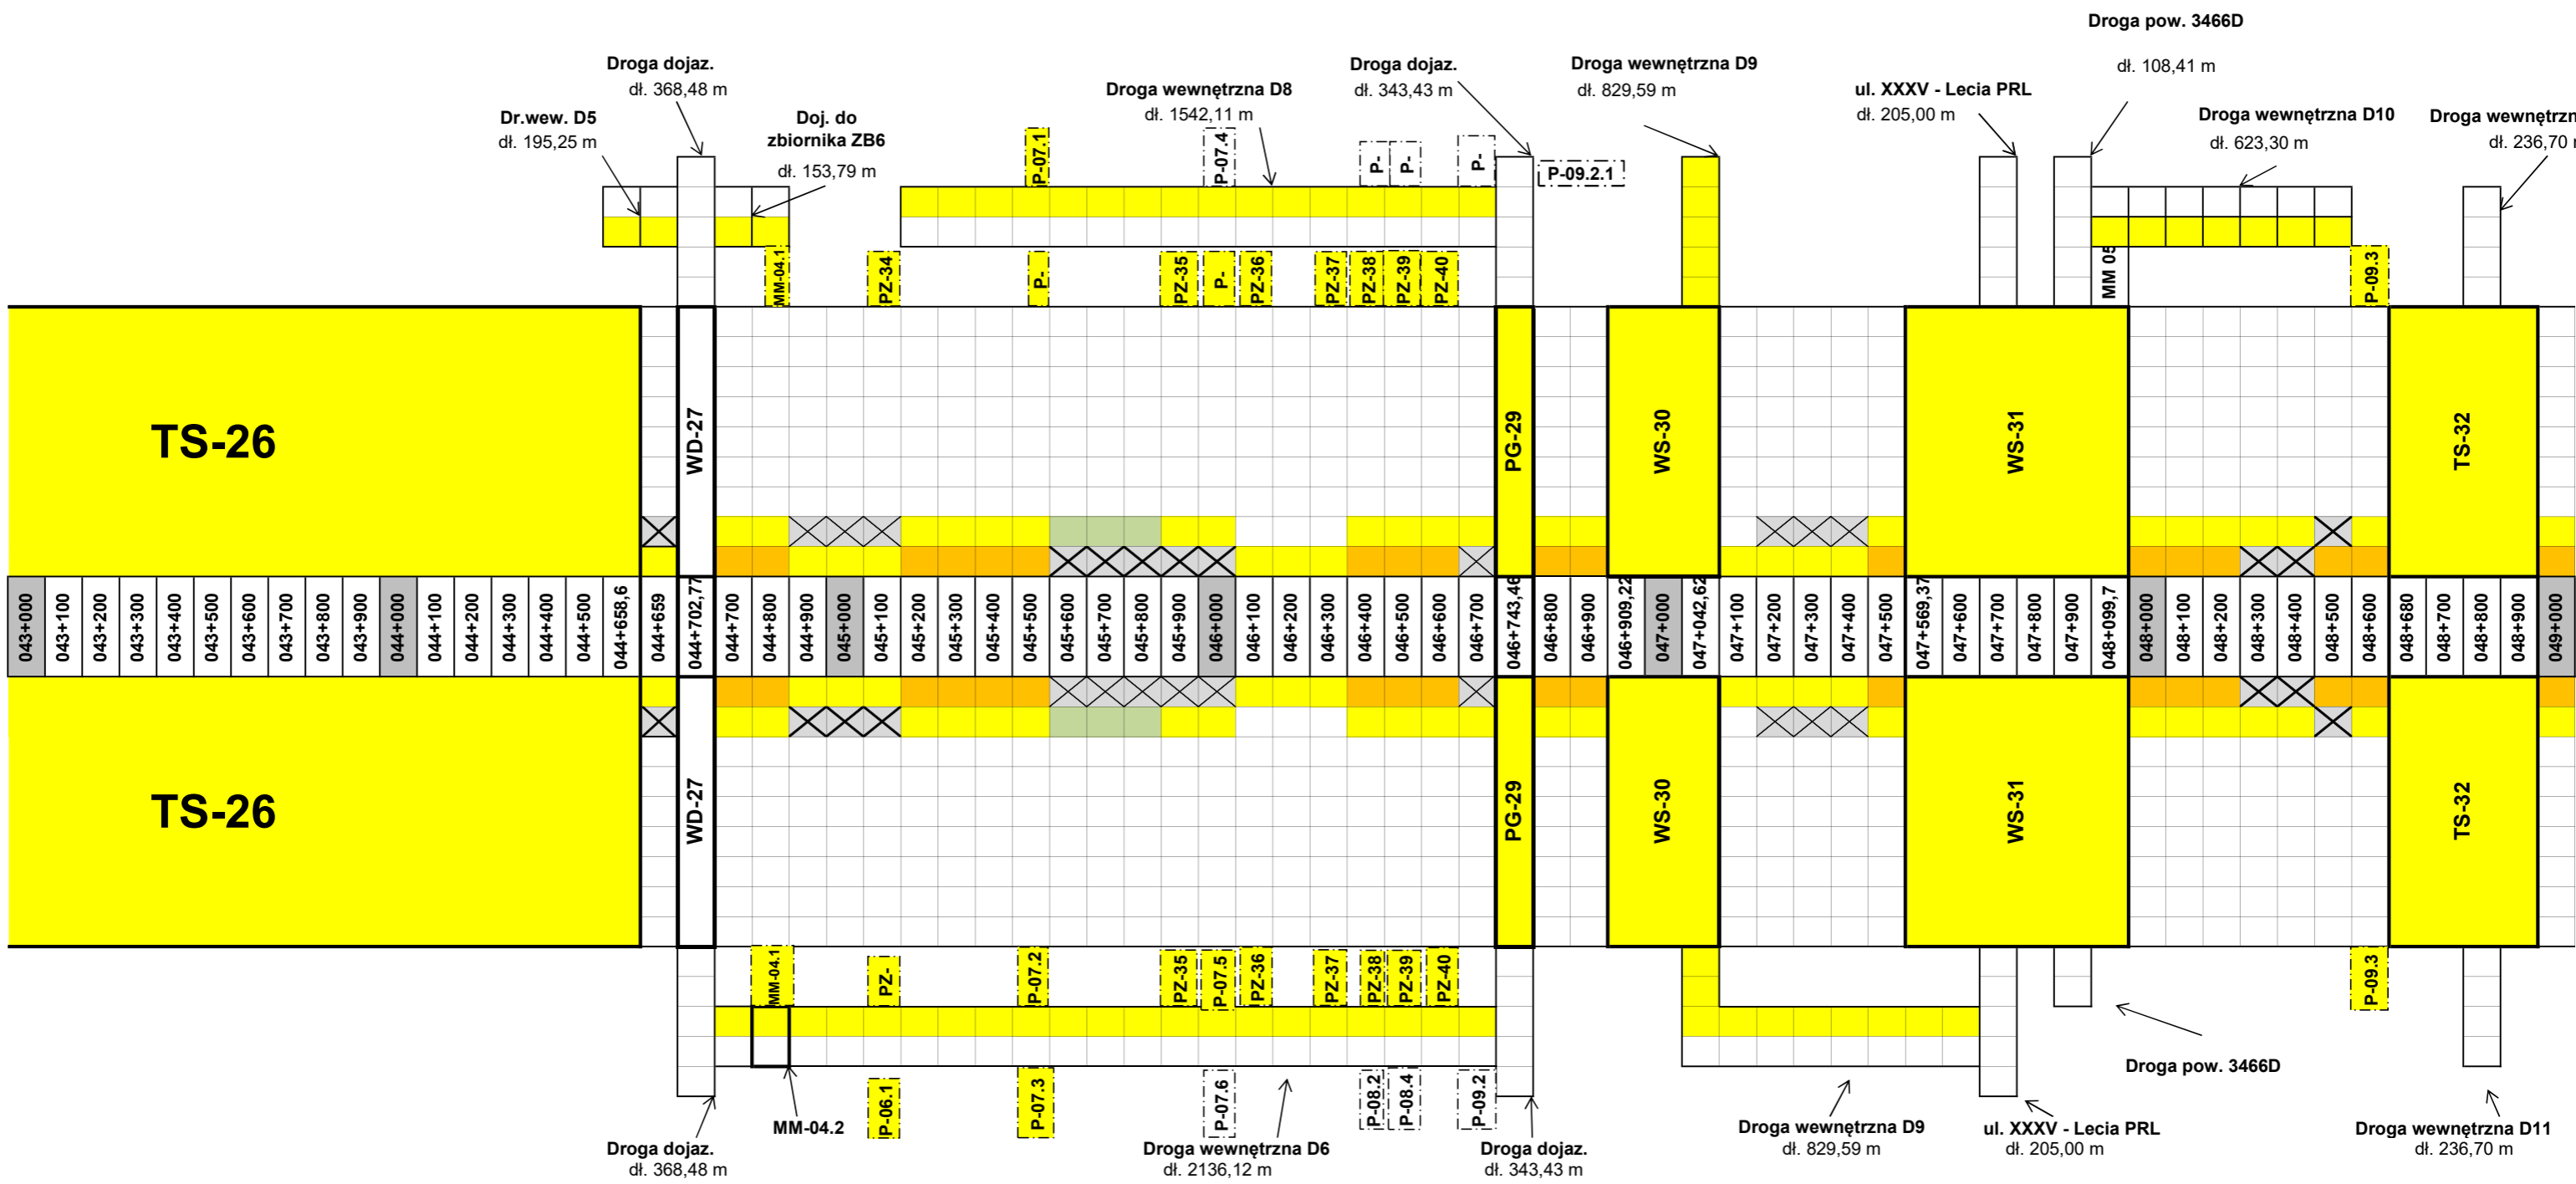 Droga pow. 3466D
dł. 108,41 m
Droga dojaz.
dł. 368,48 m
Dr.wew. D5
dł. 195,25 m
Doj. do
zbiornika ZB6
dł. 153,79 m
Droga wewnętrzna D8
dł. 1542,11 m
Droga dojaz.
dł. 343,43 m
Droga wewnętrzna D9
dł. 829,59 m
ul. XXXV - Lecia PRL
dł. 205,00 m
Droga wewnętrzna D10
dł. 623,30 m
Droga wewnętrzn
dł. 236,70
P-07.1
P-07.4
P-
P-
P-
P-09.2.1
MM-04.1
PZ-34
P-
PZ-35
P-
PZ-36
PZ-37
PZ-38
PZ-39
PZ-40
MM 05
P-09.3
TS-26
WD-27
PG-29
WS-30
WS-31
TS-32
043+000
043+100
043+200
043+300
043+400
043+500
043+600
043+700
043+800
043+900
044+000
044+100
044+200
044+300
044+400
044+500
044+658,6
044+659
044+702,77
044+700
044+800
044+900
045+000
045+100
045+200
045+300
045+400
045+500
045+600
045+700
045+800
045+900
046+000
046+100
046+200
046+300
046+400
046+500
046+600
046+700
046+743,46
046+800
046+900
046+909,22
047+000
047+042,62
047+100
047+200
047+300
047+400
047+500
047+569,37
047+600
047+700
047+800
047+900
048+099,7
048+000
048+100
048+200
048+300
048+400
048+500
048+600
048+680
048+700
048+800
048+900
049+000
TS-26
WD-27
PG-29
WS-30
WS-31
TS-32
MM-04.1
PZ-
P-07.2
PZ-35
P-07.5
PZ-36
PZ-37
PZ-38
PZ-39
PZ-40
P-09.3
P-06.1
P-07.3
P-07.6
P-08.2
P-08.4
P-09.2
Droga pow. 3466D
MM-04.2
Droga dojaz.
dł. 368,48 m
Droga wewnętrzna D6
dł. 2136,12 m
Droga dojaz.
dł. 343,43 m
Droga wewnętrzna D9
dł. 829,59 m
ul. XXXV - Lecia PRL
dł. 205,00 m
Droga wewnętrzna D11
dł. 236,70 m